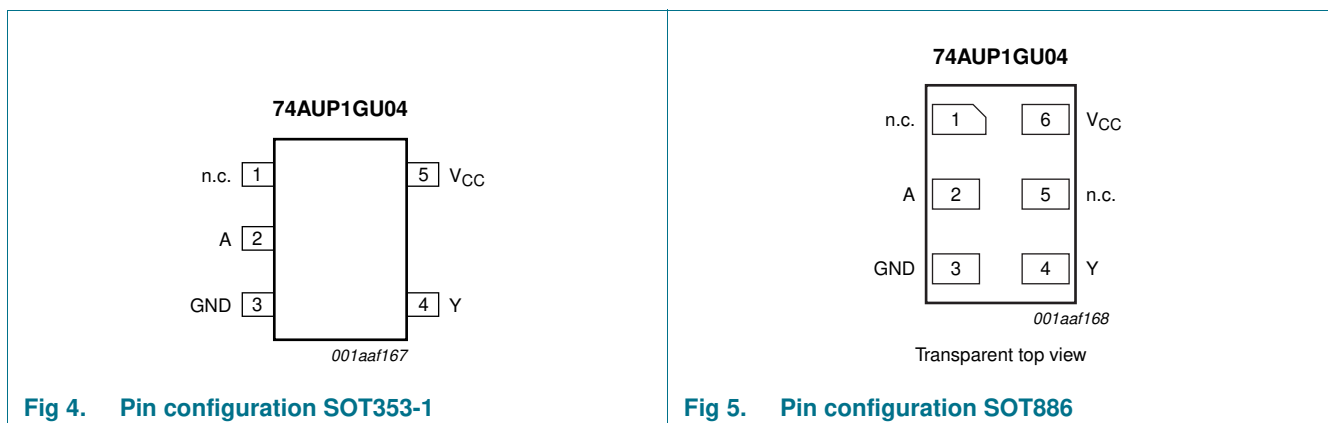 74AUP1GU04
n.c. 1
5 VCC
A 2
GND 3
4 Y
001aaf167
Fig 4. Pin configuration SOT353-1
74AUP1GU04
n.c. 1
6 VCC
A 2
5 n.c.
GND 3
4 Y
001aaf168
Transparent top view
Fig 5. Pin configuration SOT886